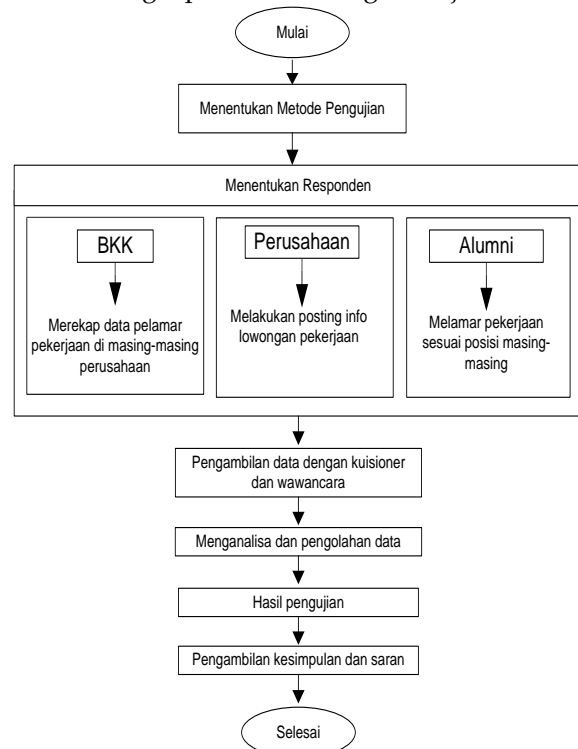 Mulai
Menentukan Metode Pengujian
Menentukan Responden
BKK
Merekap data pelamar
pekerjaan di masing-masing
perusahaan
Perusahaan
Melakukan posting info
lowongan pekerjaan
Alumni
Melamar pekerjaan
sesuai posisi masing-
masing
Pengambilan data dengan kuisioner
dan wawancara
Menganalisa dan pengolahan data
Hasil pengujian
Pengambilan kesimpulan dan saran
Selesai